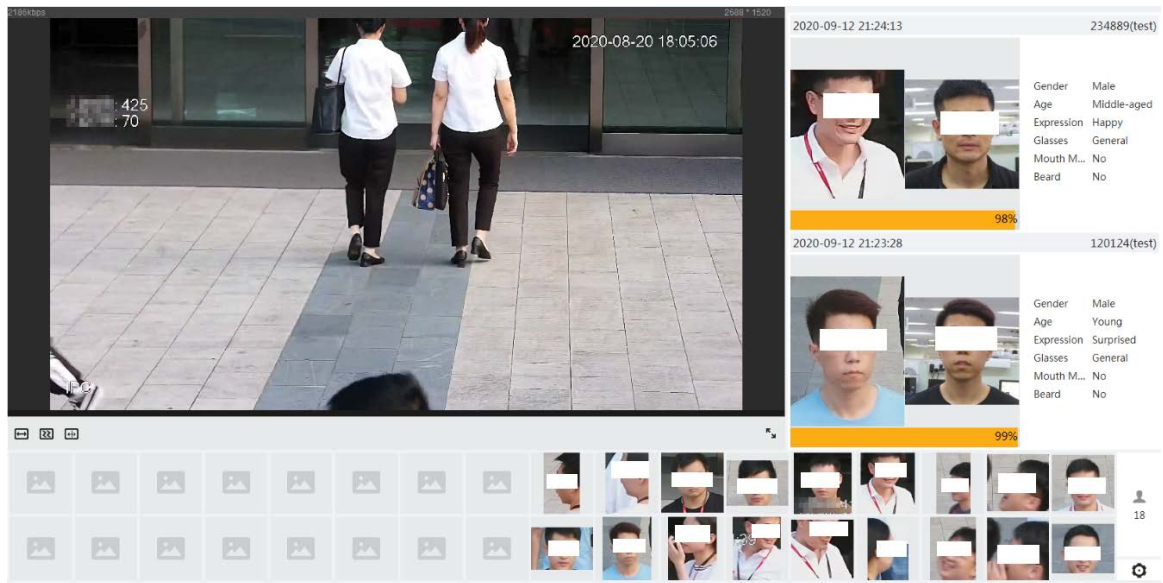 2186kbps
2688 * 1520
2020-08-20 18:05:06
: 425
: 70
IPC
2020-09-12 21:24:13 234889(test)
Gender Male
Age Middle-aged
Expression Happy
Glasses General
Mouth M... No
Beard No
98%
2020-09-12 21:23:28 120124(test)
Gender Male
Age Young
Expression Surprised
Glasses General
Mouth M... No
Beard No
99%
18